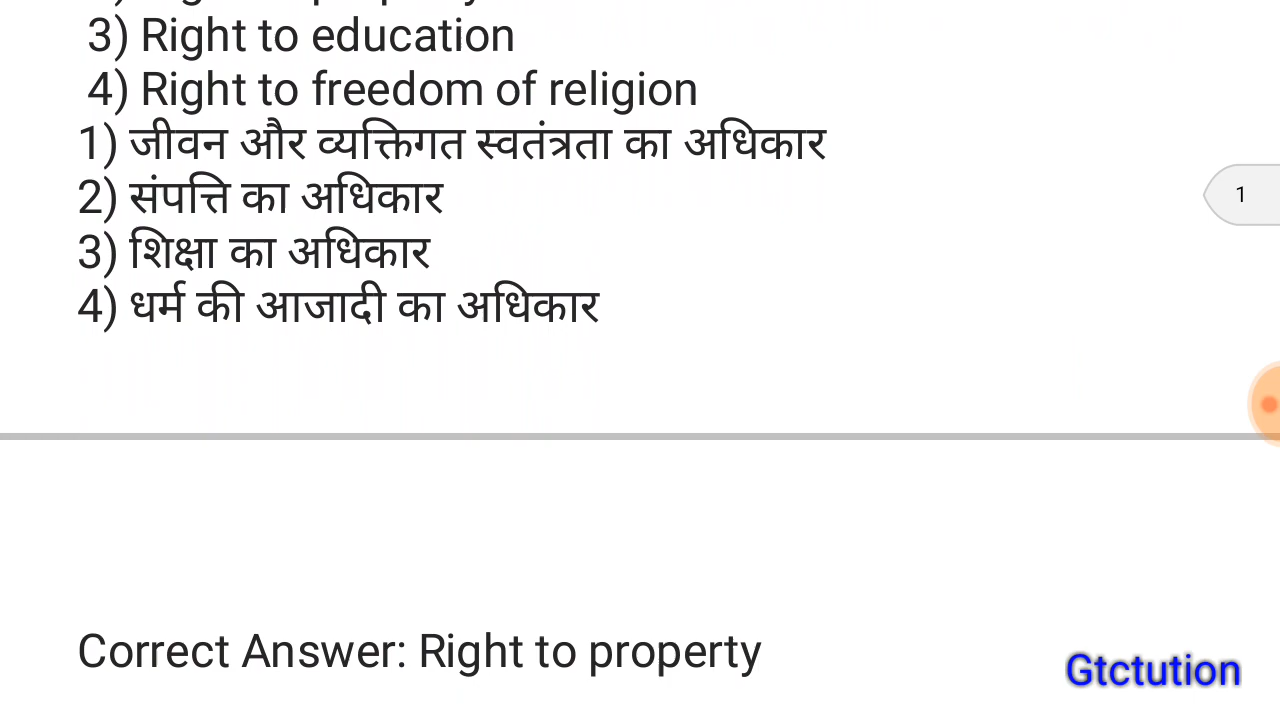 3) Right to education
4) Right to freedom of religion
1) जीवन और व्यक्तिगत स्वतंत्रता का अधिकार
2) संपत्ति का अधिकार
3) शिक्षा का अधिकार
4) धर्म की आजादी का अधिकार
1
Correct Answer: Right to property
Gtctution